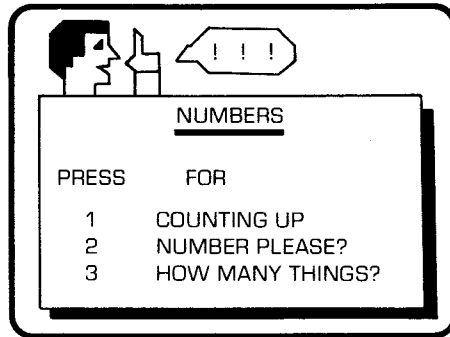 ! ! !
NUMBERS
PRESS FOR
1 COUNTING UP
2 NUMBER PLEASE?
3 HOW MANY THINGS?